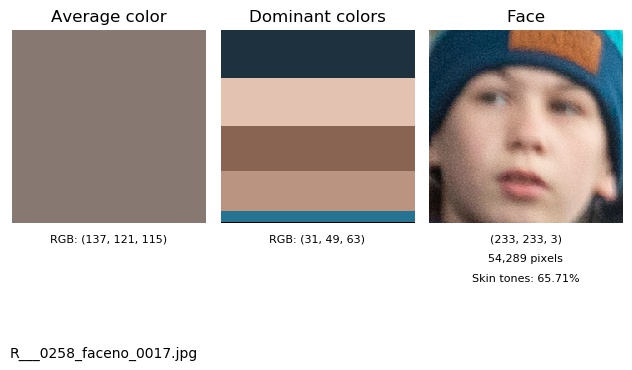 Average color
Dominant colors
Face
RGB: (137, 121, 115)
RGB: (31, 49, 63)
(233, 233, 3)
54,289 pixels
Skin tones: 65.71%
R___0258_faceno_0017.jpg